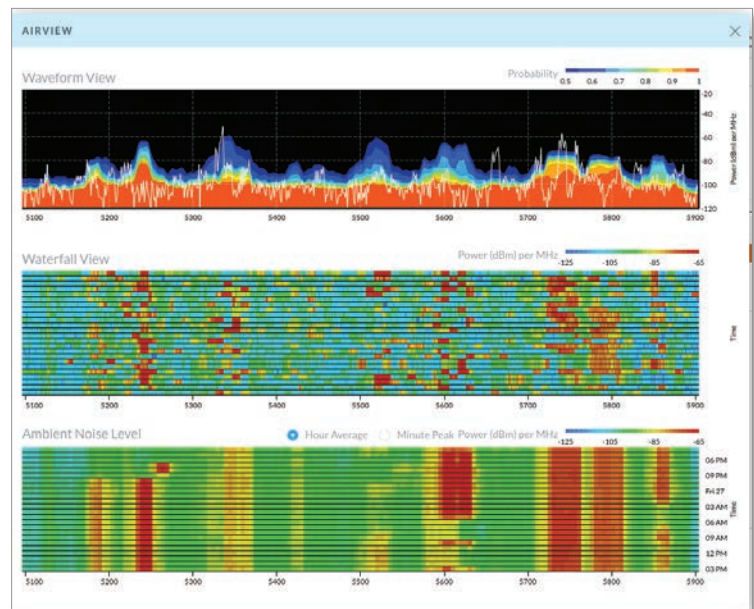 AIRVIEW
Waveform View
Probability
0.5 0.6 0.7 0.8 0.9 1
-20
-40
-60
-80
-100
-120
Power (dBm) per MHz
5100 5200 5300 5400 5500 5600 5700 5800 5900
Waterfall View
Power (dBm) per MHz
-125 -105 -85 -65
Time
5100 5200 5300 5400 5500 5600 5700 5800 5900
Ambient Noise Level
Hour Average Minute Peak Power (dBm) per MHz
-125 -105 -85 -65
06 PM
09 PM
Fri 27
03 AM
06 AM
09 AM
12 PM
03 PM
Time
5100 5200 5300 5400 5500 5600 5700 5800 5900